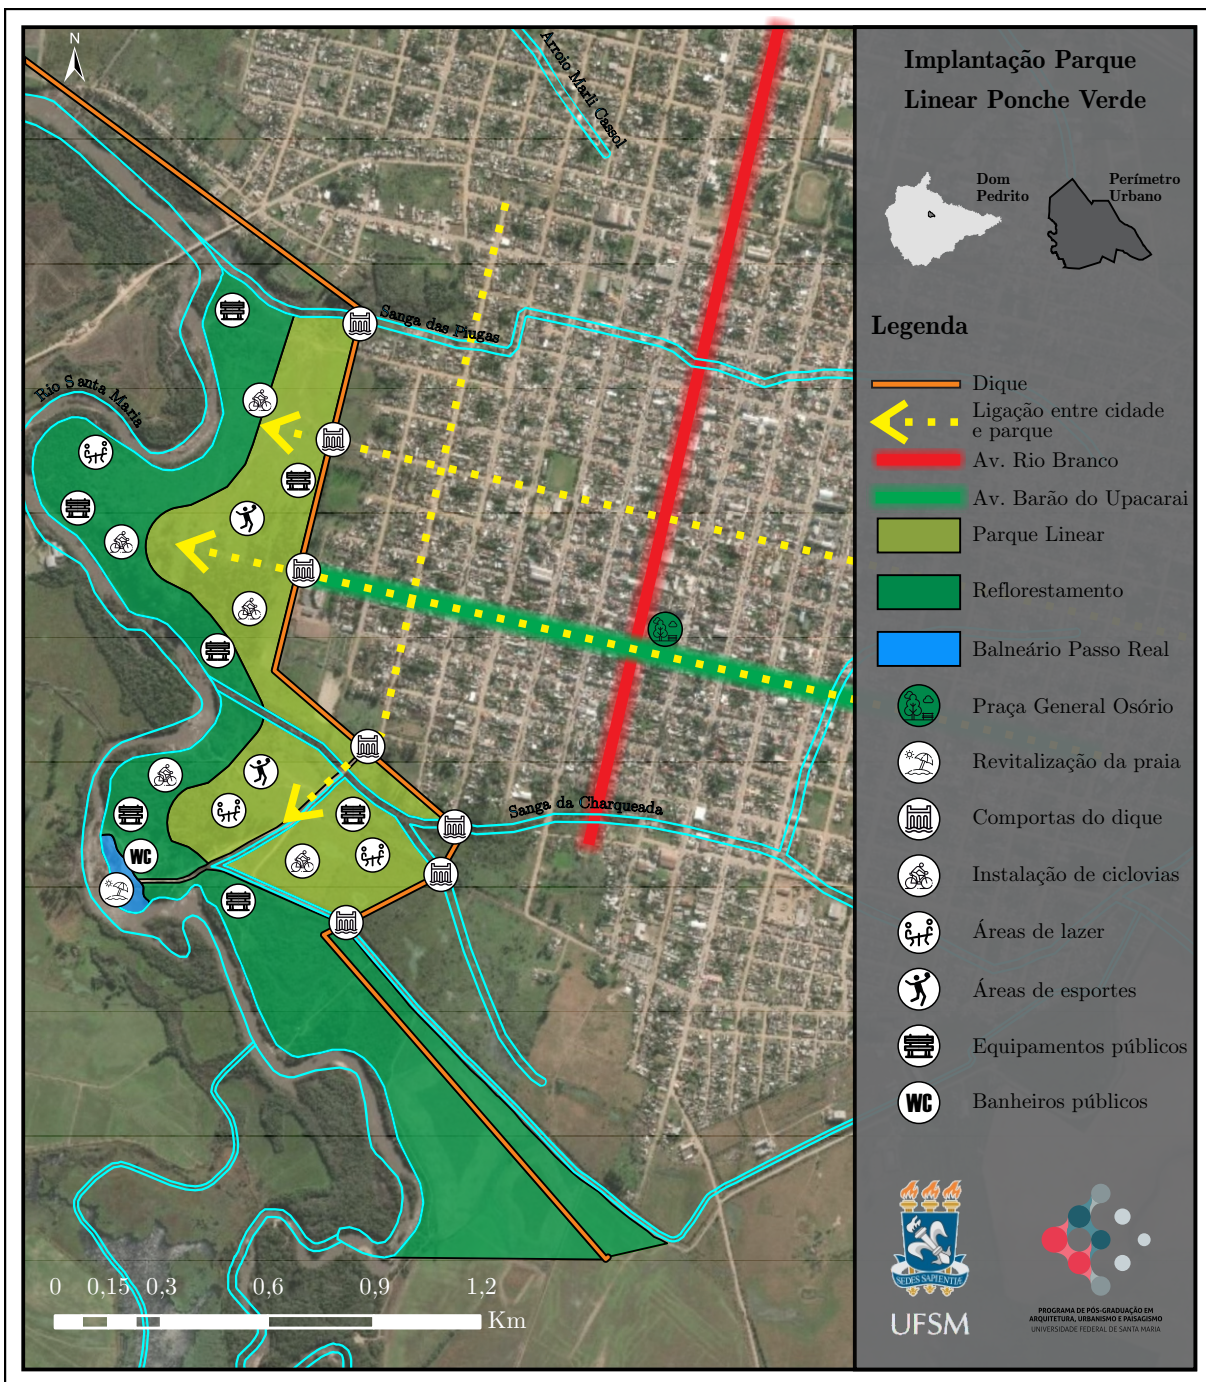 N
Arroio Marli Cassol
Sanga das Piugas
Rio Santa Maria
Sanga da Charqueada
WC
0 0,15 0,3 0,6 0,9 1,2
Km
Implantação Parque
Linear Ponche Verde
Dom
Pedrito
Perímetro
Urbano
Legenda
Dique
Ligação entre cidade
e parque
Av. Rio Branco
Av. Barão do Upacarai
Parque Linear
Reflorestamento
Balneário Passo Real
Praça General Osório
Revitalização da praia
Comportas do dique
Instalação de ciclovias
Áreas de lazer
Áreas de esportes
Equipamentos públicos
WC Banheiros públicos
SEDES SAPIENTIÆ
UFSM
PROGRAMA DE PÓS-GRADUAÇÃO EM
ARQUITETURA, URBANISMO E PAISAGISMO
UNIVERSIDADE FEDERAL DE SANTA MARIA